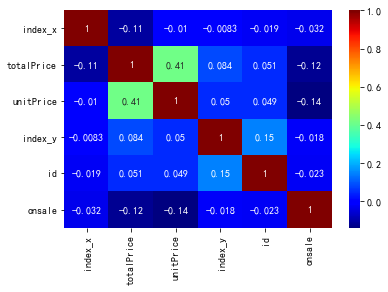 index_x 1 −0.11 −0.01 −0.0083 −0.019 −0.032
totalPrice −0.11 1 0.41 0.084 0.051 −0.12
unitPrice −0.01 0.41 1 0.05 0.049 −0.14
index_y −0.0083 0.084 0.05 1 0.15 −0.018
id −0.019 0.051 0.049 0.15 1 −0.023
onsale −0.032 −0.12 −0.14 −0.018 −0.023 1
index_x totalPrice unitPrice index_y id onsale
1.0
0.8
0.6
0.4
0.2
0.0